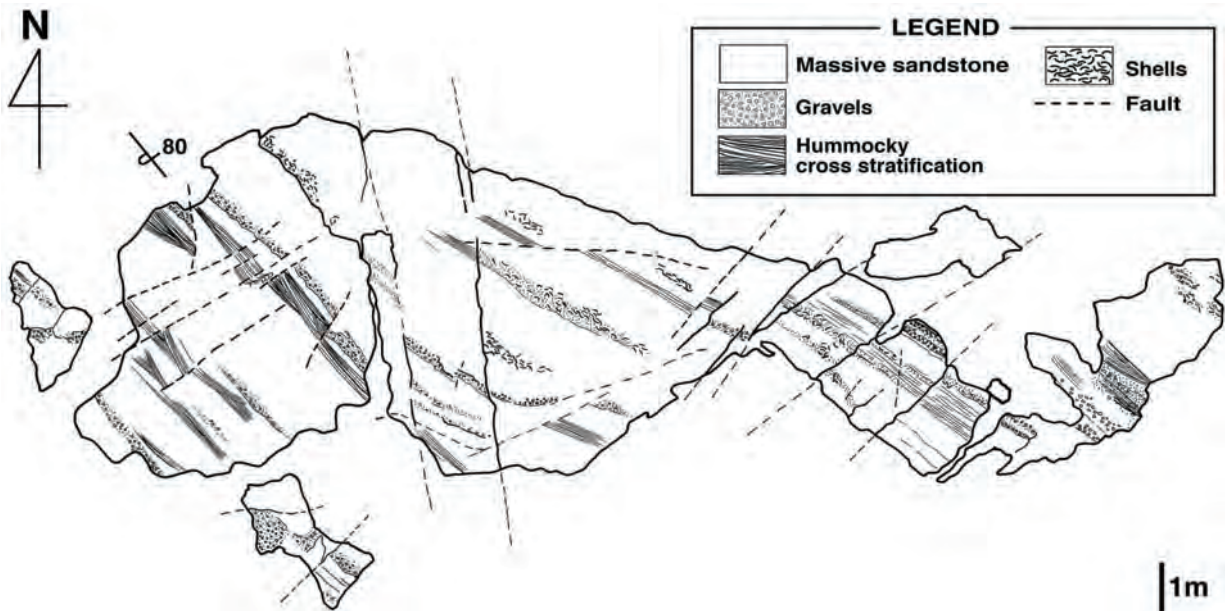 N
80
LEGEND
Massive sandstone
Gravels
Hummocky
cross stratification
Shells
Fault
1m